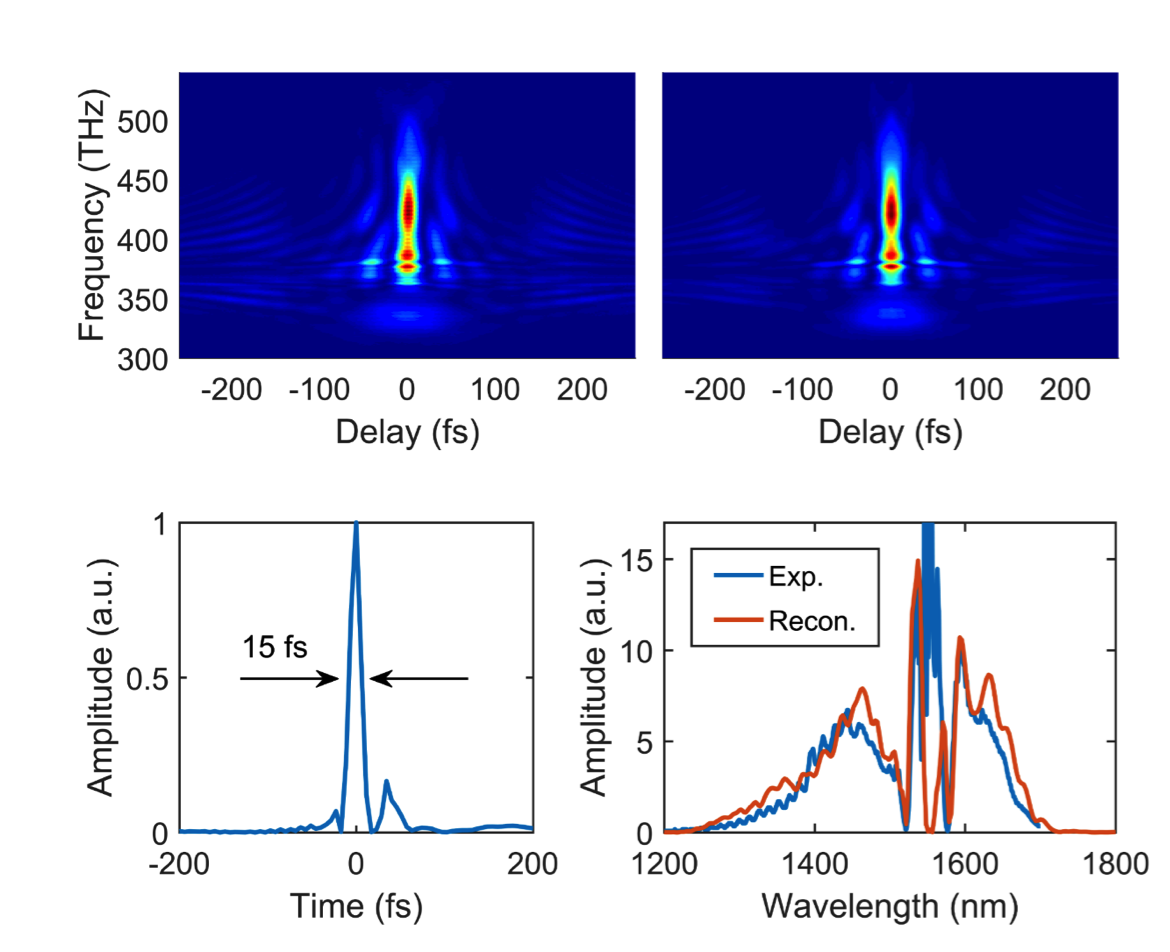 Frequency (THz)
500
450
400
350
300
-200 -100 0 100 200
Delay (fs)
-200 -100 0 100 200
Delay (fs)
Amplitude (a.u.)
1
0.5
0
15 fs
-200 0 200
Time (fs)
Amplitude (a.u.)
15
10
5
0
Exp.
Recon.
1200 1400 1600 1800
Wavelength (nm)